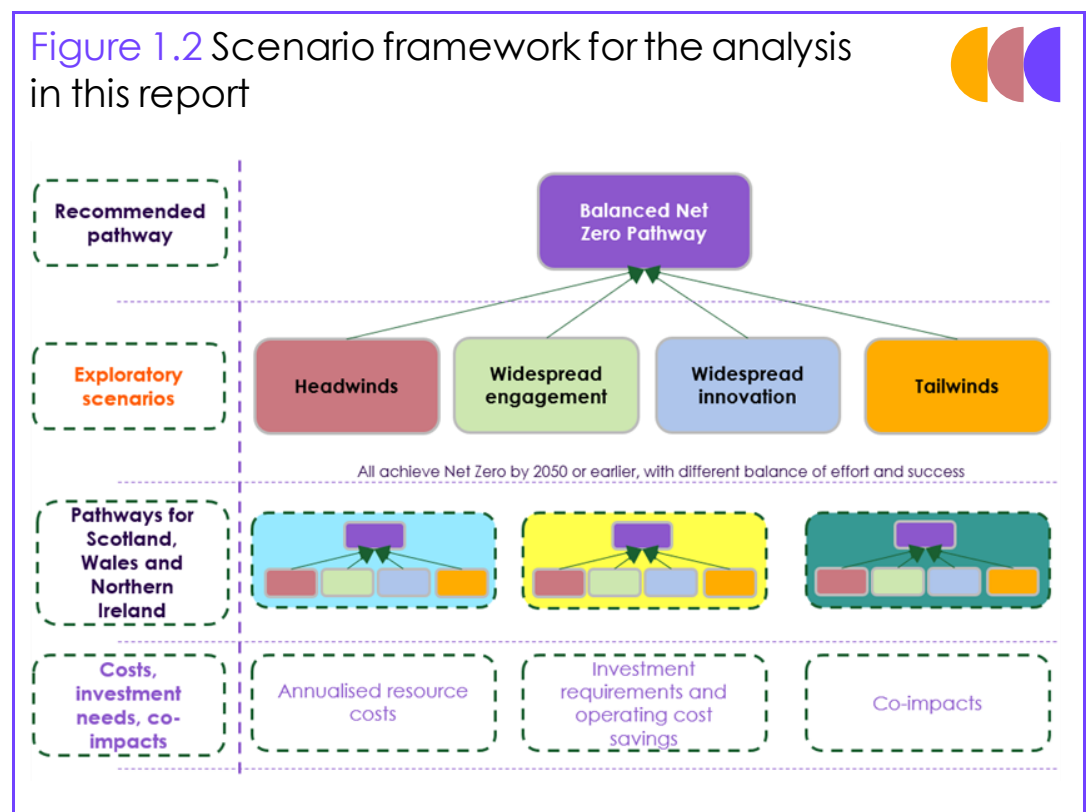 Figure 1.2 Scenario framework for the analysis
in this report
Recommended
pathway
Balanced Net
Zero Pathway
Exploratory
scenarios
Headwinds
Widespread
engagement
Widespread
innovation
Tailwinds
All achieve Net Zero by 2050 or earlier, with different balance of effort and success
Pathways for
Scotland,
Wales and
Northern
Ireland
Costs,
investment
needs, co-
impacts
Annualised resource
costs
Investment
requirements and
operating cost
savings
Co-impacts